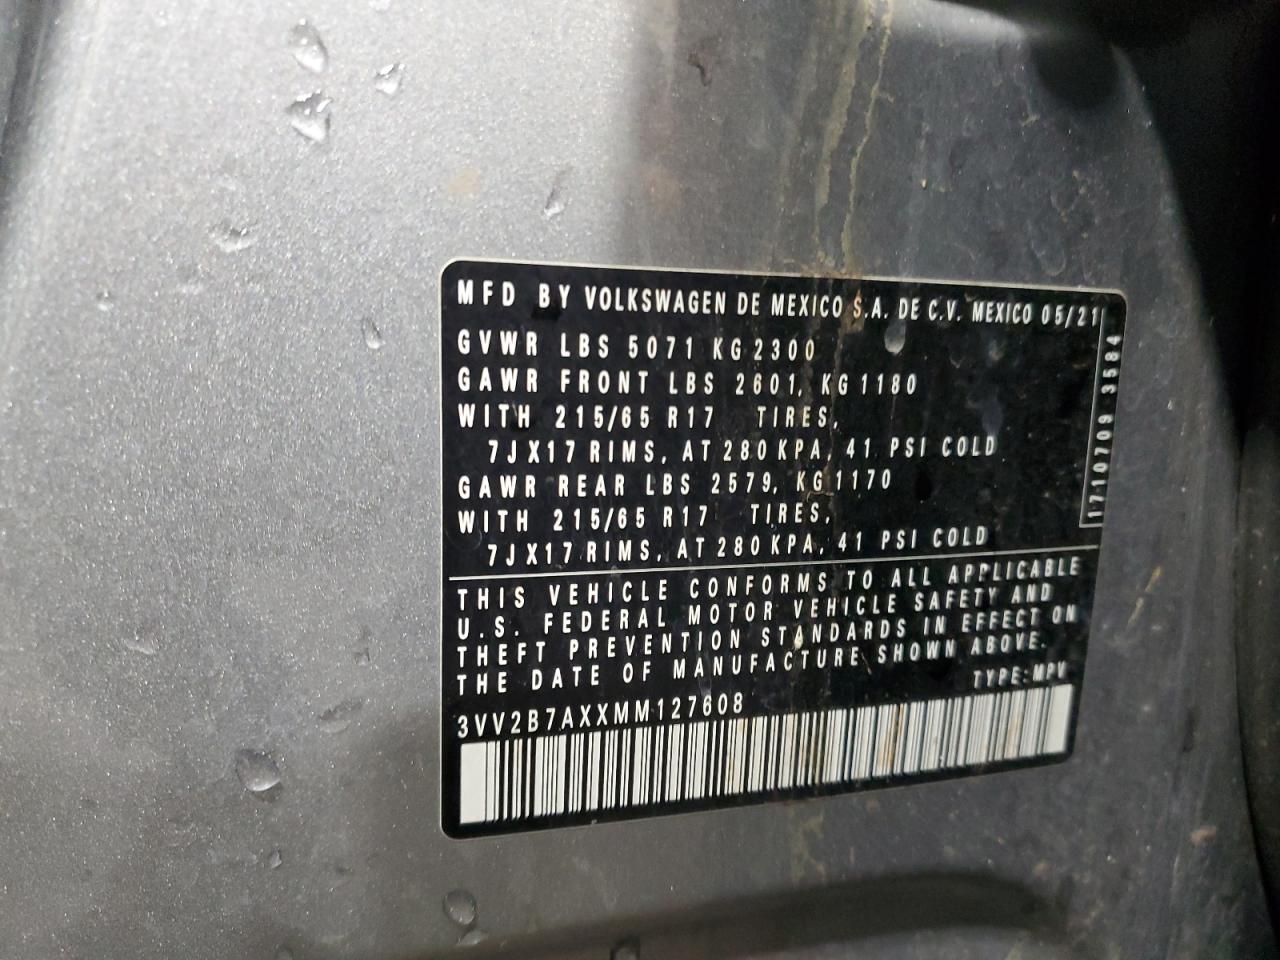 MFD BY VOLKSWAGEN DE MEXICO S.A. DE C.V. MEXICO 05/21
GVWR LBS 5071 KG 2300
GAWR FRONT LBS 2601, KG 1180
WITH 215/65 R17 TIRES,
7JX17 RIMS, AT 280 KPA, 41 PSI COLD
GAWR REAR LBS 2579, KG 1170
WITH 215/65 R17 TIRES,
7JX17 RIMS, AT 280 KPA, 41 PSI COLD
1710709 3584
THIS VEHICLE CONFORMS TO ALL APPLICABLE
U.S. FEDERAL MOTOR VEHICLE SAFETY AND
THEFT PREVENTION STANDARDS IN EFFECT ON
THE DATE OF MANUFACTURE SHOWN ABOVE.
TYPE: MPV
3VV2B7AXXMM127608